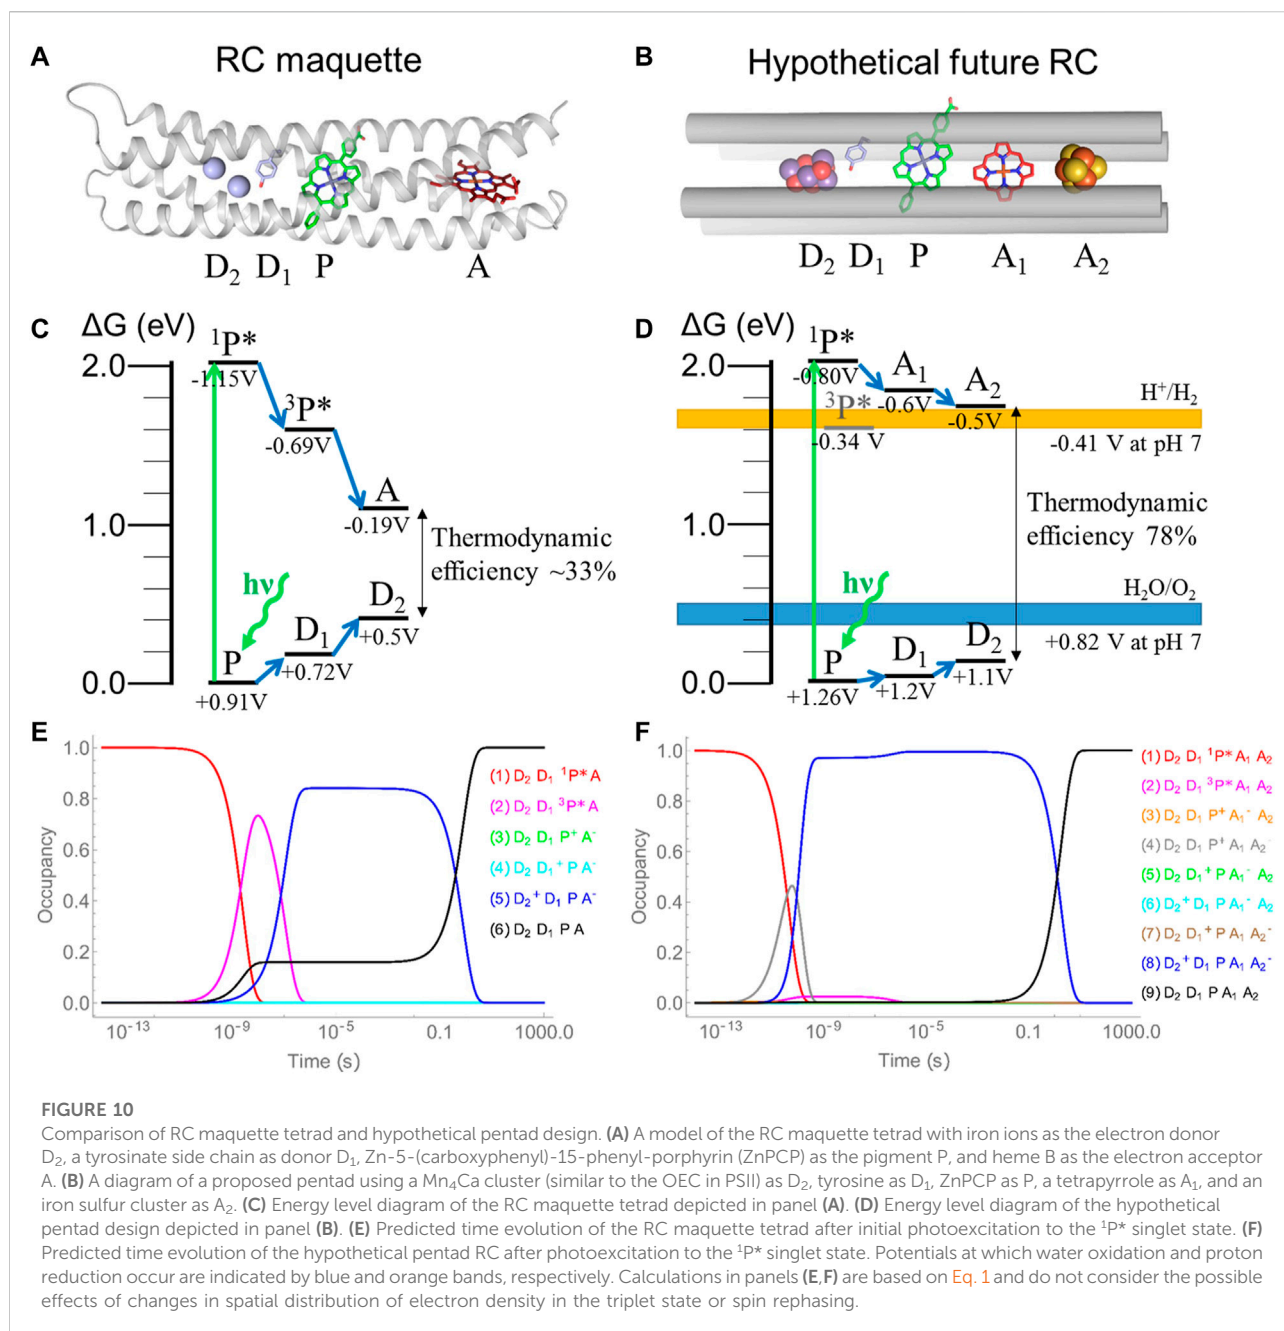 A
RC maquette
D₂ D₁ P A
B
Hypothetical future RC
D₂ D₁ P A₁ A₂
C
ΔG (eV)
2.0
1.0
0.0
¹P*
-1.15V
³P*
-0.69V
A
-0.19V
Thermodynamic
efficiency ~33%
hν
D₂
+0.5V
D₁
+0.72V
P
+0.91V
D
ΔG (eV)
2.0
1.0
0.0
¹P*
-0.80V
A₁
-0.6V
A₂
-0.5V
³P*
-0.34 V
H⁺/H₂
-0.41 V at pH 7
Thermodynamic
efficiency 78%
hν
H₂O/O₂
+0.82 V at pH 7
P
+1.26V
D₁
+1.2V
D₂
+1.1V
E
1.0
0.8
0.6
0.4
0.2
0.0
Occupancy
10⁻¹³ 10⁻⁹ 10⁻⁵ 0.1 1000.0
Time (s)
(1) D₂ D₁ ¹P* A
(2) D₂ D₁ ³P* A
(3) D₂ D₁ P⁺ A⁻
(4) D₂ D₁⁺ P A⁻
(5) D₂⁺ D₁ P A⁻
(6) D₂ D₁ P A
F
1.0
0.8
0.6
0.4
0.2
0.0
Occupancy
10⁻¹³ 10⁻⁹ 10⁻⁵ 0.1 1000.0
Time (s)
(1) D₂ D₁ ¹P* A₁ A₂
(2) D₂ D₁ ³P* A₁ A₂
(3) D₂ D₁ P⁺ A₁⁻ A₂
(4) D₂ D₁ P⁺ A₁ A₂⁻
(5) D₂ D₁⁺ P A₁⁻ A₂
(6) D₂⁺ D₁ P A₁⁻ A₂
(7) D₂ D₁⁺ P A₁ A₂⁻
(8) D₂⁺ D₁ P A₁ A₂⁻
(9) D₂ D₁ P A₁ A₂
FIGURE 10
Comparison of RC maquette tetrad and hypothetical pentad design. (A) A model of the RC maquette tetrad with iron ions as the electron donor
D₂, a tyrosinate side chain as donor D₁, Zn-5-(carboxyphenyl)-15-phenyl-porphyrin (ZnPCP) as the pigment P, and heme B as the electron acceptor
A. (B) A diagram of a proposed pentad using a Mn₄Ca cluster (similar to the OEC in PSII) as D₂, tyrosine as D₁, ZnPCP as P, a tetrapyrrole as A₁, and an
iron sulfur cluster as A₂. (C) Energy level diagram of the RC maquette tetrad depicted in panel (A). (D) Energy level diagram of the hypothetical
pentad design depicted in panel (B). (E) Predicted time evolution of the RC maquette tetrad after initial photoexcitation to the ¹P* singlet state. (F)
Predicted time evolution of the hypothetical pentad RC after photoexcitation to the ¹P* singlet state. Potentials at which water oxidation and proton
reduction occur are indicated by blue and orange bands, respectively. Calculations in panels (E,F) are based on Eq. 1 and do not consider the possible
effects of changes in spatial distribution of electron density in the triplet state or spin rephasing.